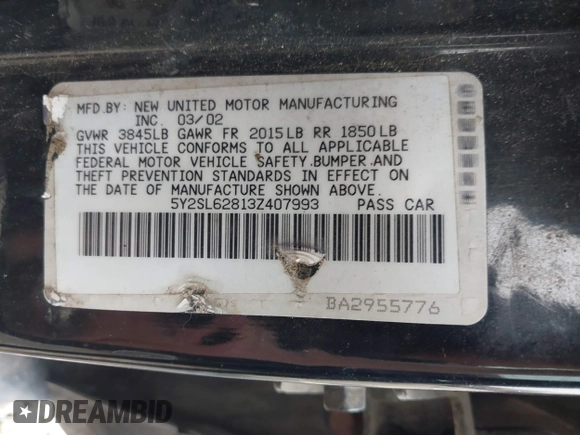 MFD.BY: NEW UNITED MOTOR MANUFACTURING
INC. 03/02
GVWR 3845LB GAWR FR 2015LB RR 1850LB
THIS VEHICLE CONFORMS TO ALL APPLICABLE
FEDERAL MOTOR VEHICLE SAFETY.BUMPER.AND
THEFT PREVENTION STANDARDS IN EFFECT ON
THE DATE OF MANUFACTURE SHOWN ABOVE.
5Y2SL62813Z407993 PASS CAR
BA2955776
DREAMBID